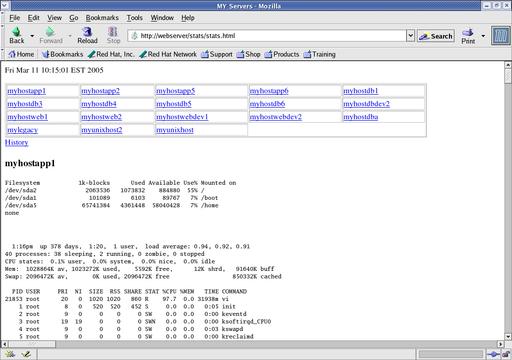 MY Servers - Mozilla
File Edit View Go Bookmarks Tools Window Help
Back Forward Reload Stop http://webserver/stats/stats.html Search Print
Home Bookmarks Red Hat, Inc. Red Hat Network Support Shop Products Training
Fri Mar 11 10:15:01 EST 2005
myhostapp1 myhostapp2 myhostapp5 myhostapp6 myhostdb1
myhostdb3 myhostdb4 myhostdb5 myhostdb6 myhostdbdev2
myhostweb1 myhostweb2 myhostwebdev1 myhostwebdev2 myhostdba
mylegacy myunixhost2 myunixhost
History
myhostapp1
Filesystem 1k-blocks Used Available Use% Mounted on
/dev/sda2 2063536 1073832 884880 55% /
/dev/sda1 101089 6103 89767 7% /boot
/dev/sda5 65741384 4361448 58040428 7% /home
none
1:16pm up 378 days, 1:20, 1 user, load average: 0.94, 0.92, 0.91
40 processes: 38 sleeping, 2 running, 0 zombie, 0 stopped
CPU states: 0.1% user, 0.0% system, 0.0% nice, 0.0% idle
Mem: 1028864K av, 1023272K used, 5592K free, 12K shrd, 91640K buff
Swap: 2096472K av, 0K used, 2096472K free 850332K cached
PID USER PRI NI SIZE RSS SHARE STAT %CPU %MEM TIME COMMAND
21853 root 20 0 1020 1020 860 R 97.7 0.0 31938m vi
1 root 8 0 520 520 452 S 0.0 0.0 0:05 init
2 root 9 0 0 0 0 SW 0.0 0.0 0:00 keventd
3 root 19 19 0 0 0 SWN 0.0 0.0 0:00 ksoftirqd_CPU0
4 root 9 0 0 0 0 SW 0.0 0.0 0:03 kswapd
5 root 9 0 0 0 0 SW 0.0 0.0 0:00 kreclaimd